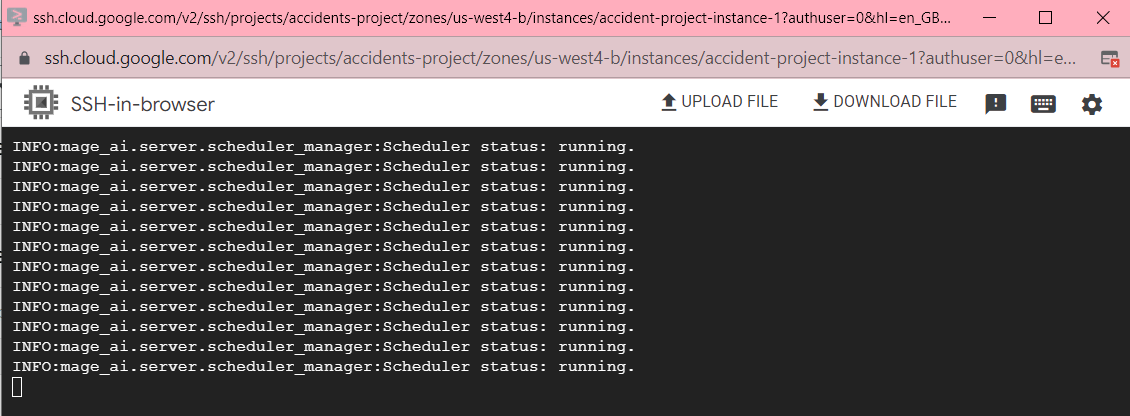 ssh.cloud.google.com/v2/ssh/projects/accidents-project/zones/us-west4-b/instances/accident-project-instance-1?authuser=0&hl=en_GB...
ssh.cloud.google.com/v2/ssh/projects/accidents-project/zones/us-west4-b/instances/accident-project-instance-1?authuser=0&hl=e...
SSH-in-browser UPLOAD FILE DOWNLOAD FILE
INFO:mage_ai.server.scheduler_manager:Scheduler status: running.
INFO:mage_ai.server.scheduler_manager:Scheduler status: running.
INFO:mage_ai.server.scheduler_manager:Scheduler status: running.
INFO:mage_ai.server.scheduler_manager:Scheduler status: running.
INFO:mage_ai.server.scheduler_manager:Scheduler status: running.
INFO:mage_ai.server.scheduler_manager:Scheduler status: running.
INFO:mage_ai.server.scheduler_manager:Scheduler status: running.
INFO:mage_ai.server.scheduler_manager:Scheduler status: running.
INFO:mage_ai.server.scheduler_manager:Scheduler status: running.
INFO:mage_ai.server.scheduler_manager:Scheduler status: running.
INFO:mage_ai.server.scheduler_manager:Scheduler status: running.
INFO:mage_ai.server.scheduler_manager:Scheduler status: running.